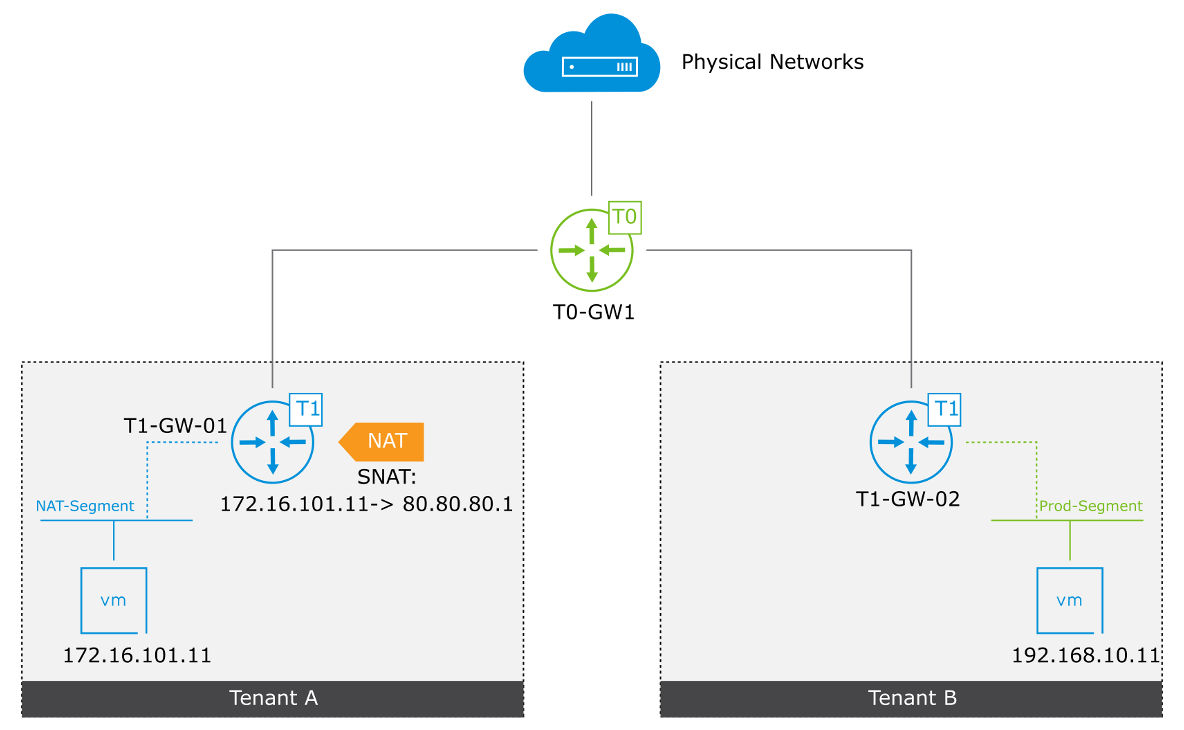 Physical Networks
T0
T0-GW1
T1
T1-GW-01
NAT
SNAT:
172.16.101.11-> 80.80.80.1
NAT-Segment
vm
172.16.101.11
Tenant A
T1
T1-GW-02
Prod-Segment
vm
192.168.10.11
Tenant B